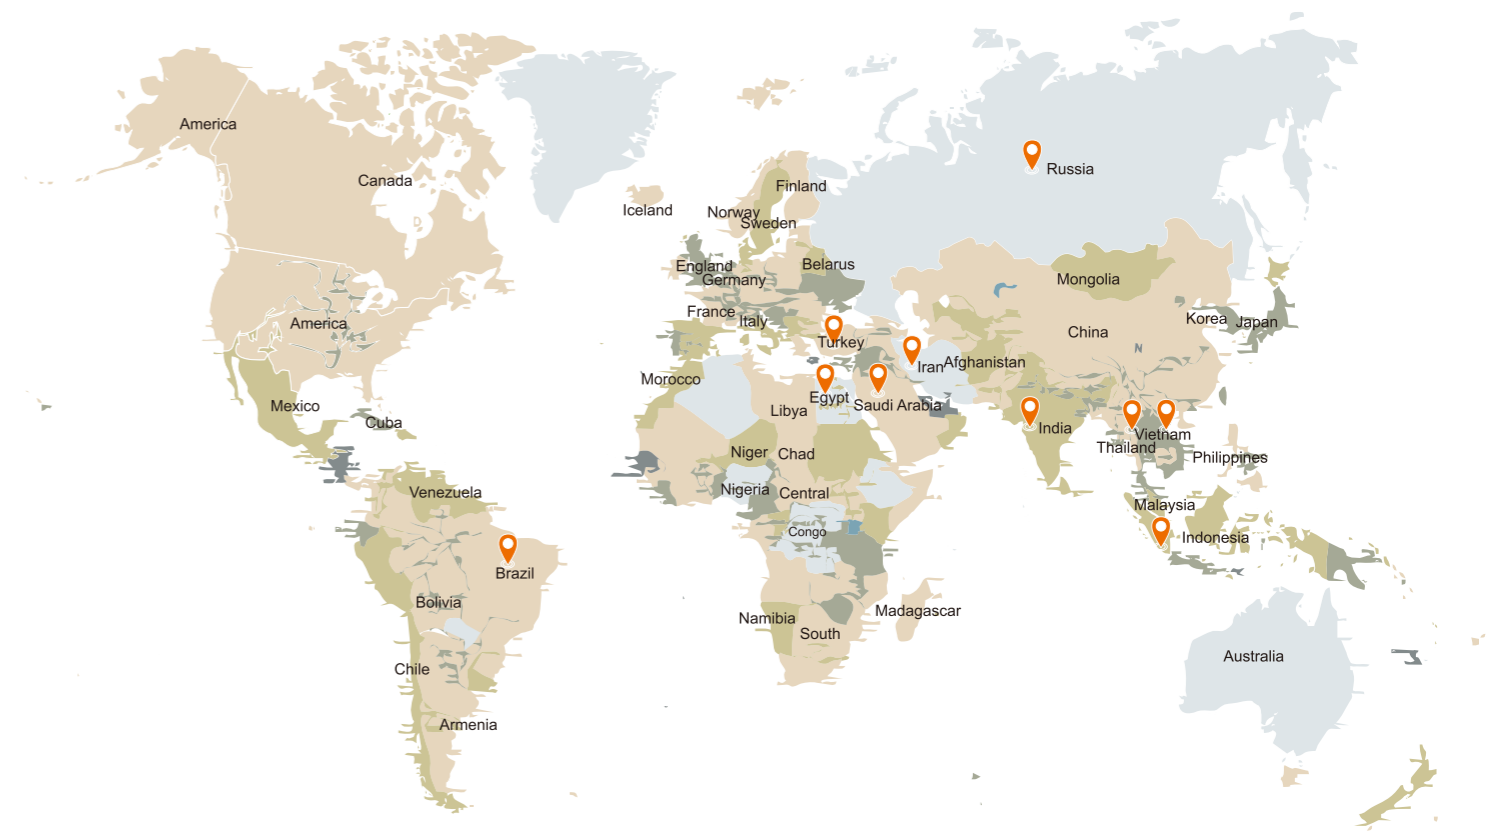 America
Canada
Russia
Finland
Iceland
Norway
Sweden
England
Belarus
Germany
Mongolia
France
Italy
America
Korea
Japan
China
Turkey
N
Iran
Afghanistan
Morocco
Egypt
Mexico
Libya
Saudi Arabia
Cuba
India
Vietnam
Thailand
Niger
Chad
Philippines
Nigeria
Central
Venezuela
Malaysia
Congo
Indonesia
Brazil
Bolivia
Madagascar
Namibia
South
Australia
Chile
Armenia